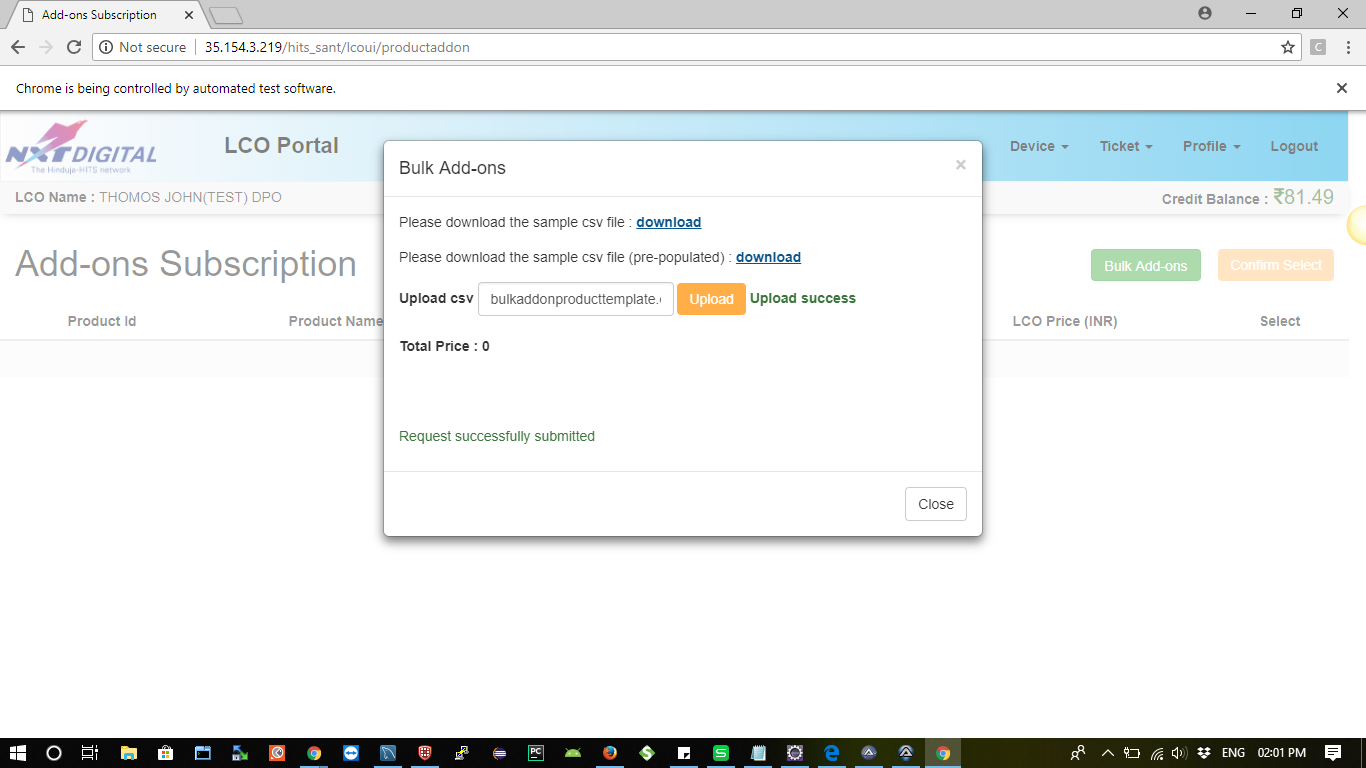 Add-ons Subscription
Not secure 35.154.3.219/hits_sant/lcoui/productaddon
C
Chrome is being controlled by automated test software.
NXTDIGITAL
The Hinduja-HITS network
LCO Portal
Device Ticket Profile Logout
LCO Name : THOMOS JOHN(TEST) DPO
Credit Balance : ₹81.49
Add-ons Subscription
Bulk Add-ons Confirm Select
Product Id Product Name LCO Price (INR) Select
Bulk Add-ons ×
Please download the sample csv file : download
Please download the sample csv file (pre-populated) : download
Upload csv bulkaddonproducttemplate. Upload Upload success
Total Price : 0
Request successfully submitted
Close
PC S ENG 02:01 PM